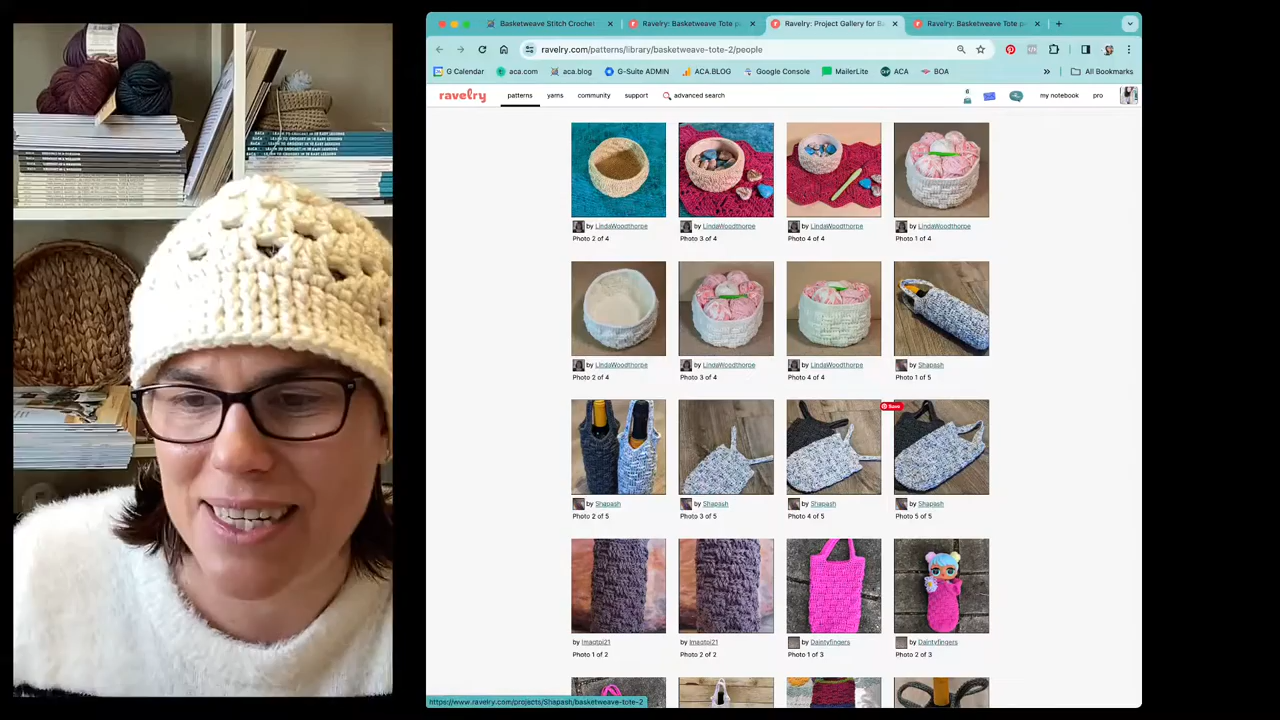 Basketweave Stitch Crochet
Ravelry: Basketweave Tote p
Ravelry: Project Gallery for Ba
Ravelry: Basketweave Tote pa
ravelry.com/patterns/library/basketweave-tote-2/people
G Calendar
aca.com
aca.blog
G-Suite ADMIN
ACA.BLOG
Google Console
MailerLite
ACA
BOA
All Bookmarks
ravelry
patterns
yarns
community
support
advanced search
6
my notebook
pro
by LindaWoodthorpe
Photo 2 of 4
by LindaWoodthorpe
Photo 3 of 4
by LindaWoodthorpe
Photo 4 of 4
by LindaWoodthorpe
Photo 1 of 4
by LindaWoodthorpe
Photo 2 of 4
by LindaWoodthorpe
Photo 3 of 4
by LindaWoodthorpe
Photo 4 of 4
by Shapash
Photo 1 of 5
Save
by Shapash
Photo 2 of 5
by Shapash
Photo 3 of 5
by Shapash
Photo 4 of 5
by Shapash
Photo 5 of 5
by Imaqtpi21
Photo 1 of 2
by Imaqtpi21
Photo 2 of 2
by Daintyfingers
Photo 1 of 3
by Daintyfingers
Photo 2 of 3
https://www.ravelry.com/projects/Shapash/basketweave-tote-2